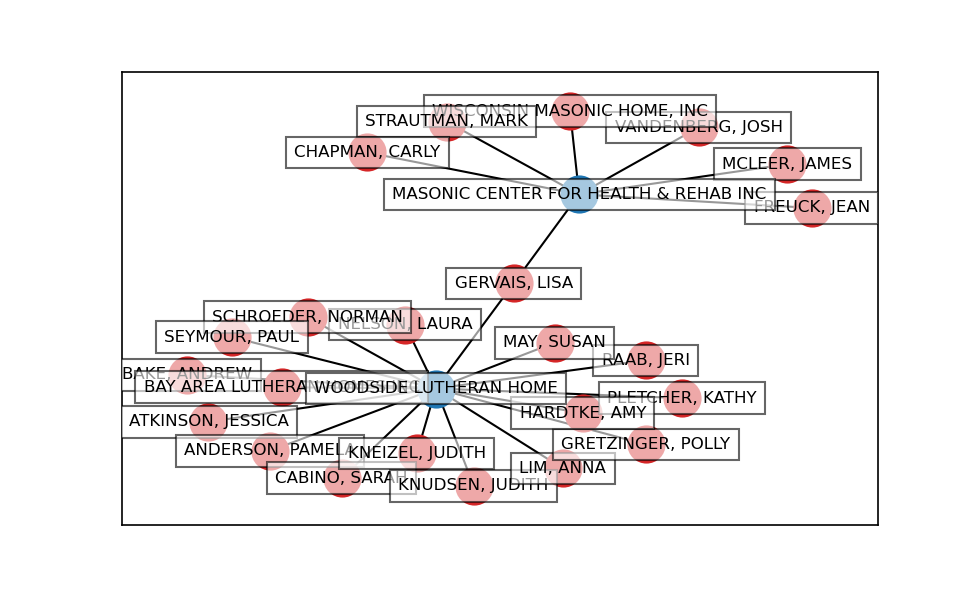 WISCONSIN MASONIC HOME, INC
STRAUTMAN, MARK
VANDENBERG, JOSH
CHAPMAN, CARLY
MCLEER, JAMES
MASONIC CENTER FOR HEALTH & REHAB INC
FREUCK, JEAN
GERVAIS, LISA
SCHROEDER, NORMAN
NELSON, LAURA
SEYMOUR, PAUL
MAY, SUSAN
RAAB, JERI
BAKE, ANDREW
BAY AREA LUTHERAN
WOODSIDE LUTHERAN HOME
PLETCHER, KATHY
HARDTKE, AMY
ATKINSON, JESSICA
GRETZINGER, POLLY
ANDERSON, PAMELA
KNEIZEL, JUDITH
LIM, ANNA
CABINO, SARAH
KNUDSEN, JUDITH